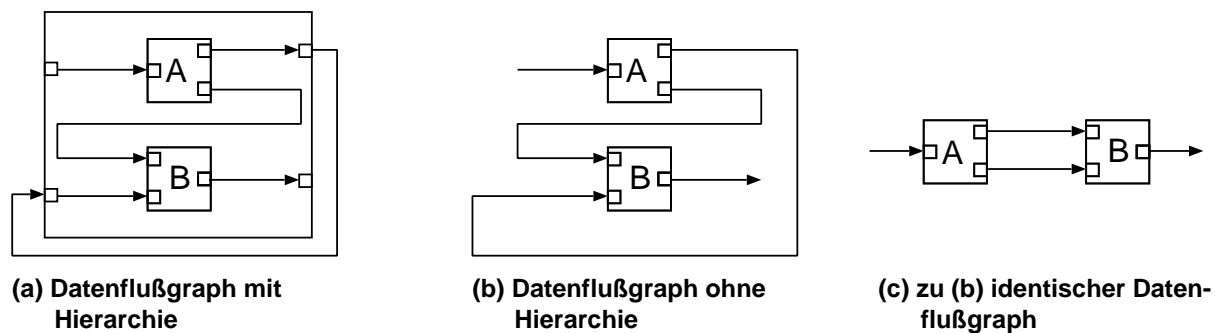 A
B
(a) Datenflußgraph mit
Hierarchie
A
B
(b) Datenflußgraph ohne
Hierarchie
A
B
(c) zu (b) identischer Daten-
flußgraph